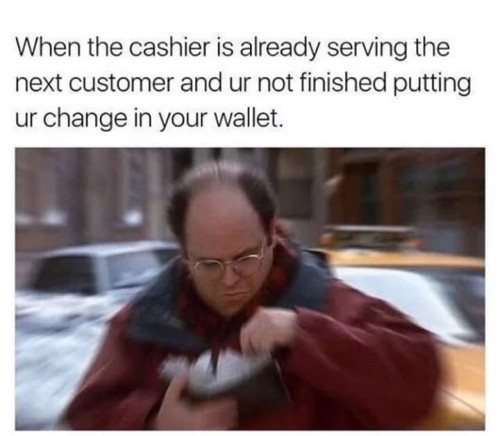 When the cashier is already serving the
next customer and ur not finished putting
ur change in your wallet.